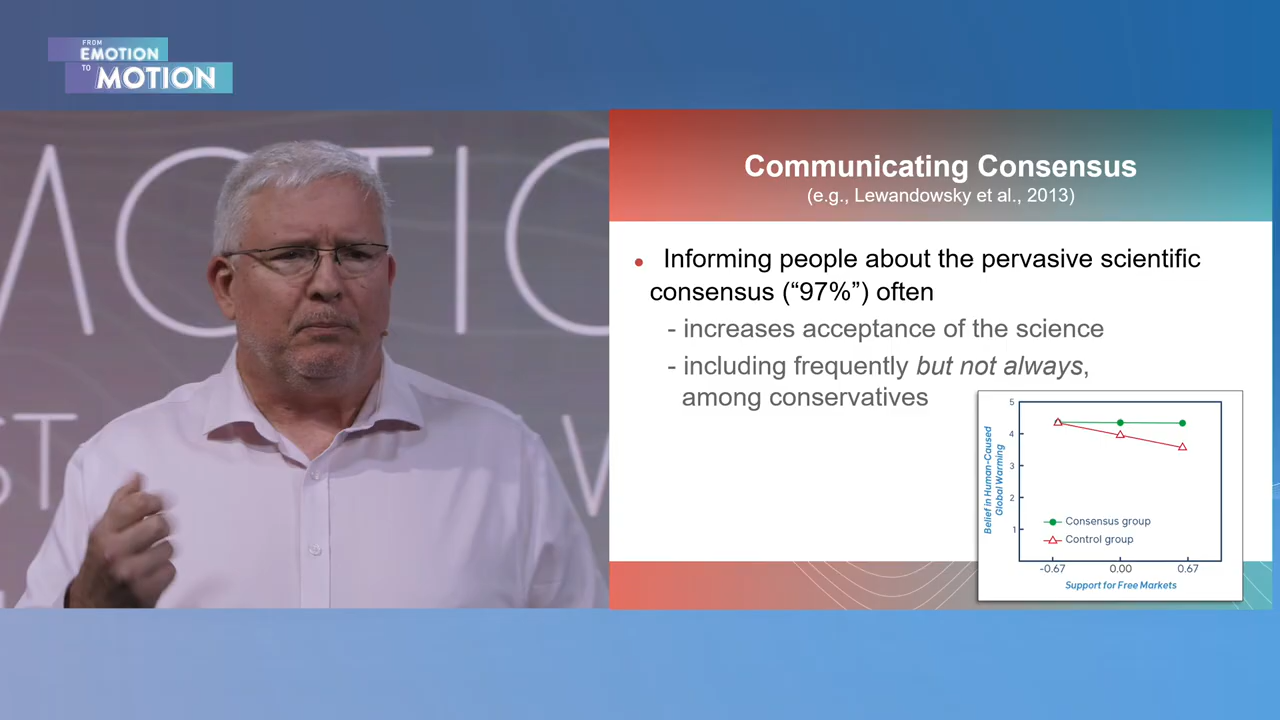 FROM
EMOTION
TO
MOTION
MOTIO
ST
W
Communicating Consensus
(e.g., Lewandowsky et al., 2013)
• Informing people about the pervasive scientific
consensus (“97%”) often
- increases acceptance of the science
- including frequently but not always,
among conservatives
5
4
3
2
1
Belief in Human-Caused
Global Warming
Consensus group
Control group
-0.67 0.00 0.67
Support for Free Markets